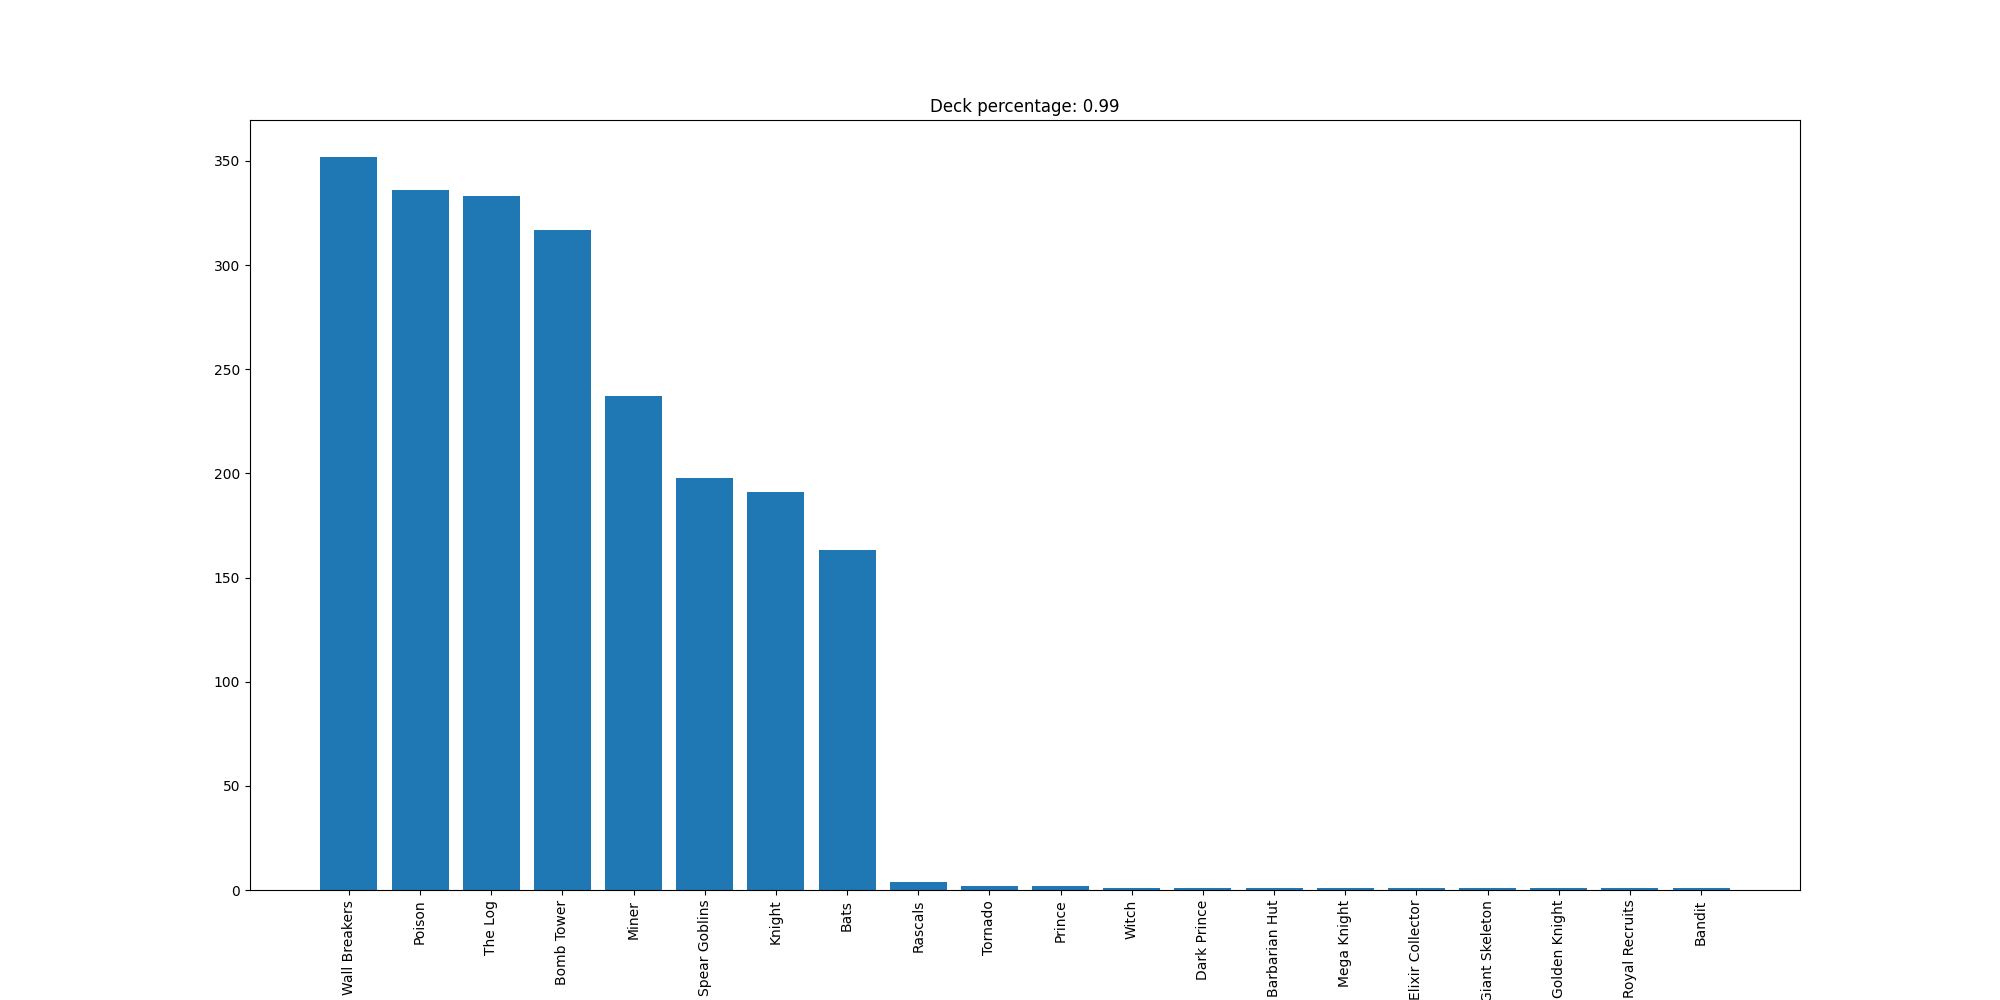 Deck percentage: 0.99
350
300
250
200
150
100
50
0
Wall Breakers
Poison
The Log
Bomb Tower
Miner
Spear Goblins
Knight
Bats
Rascals
Tornado
Prince
Witch
Dark Prince
Barbarian Hut
Mega Knight
Elixir Collector
Giant Skeleton
Golden Knight
Royal Recruits
Bandit